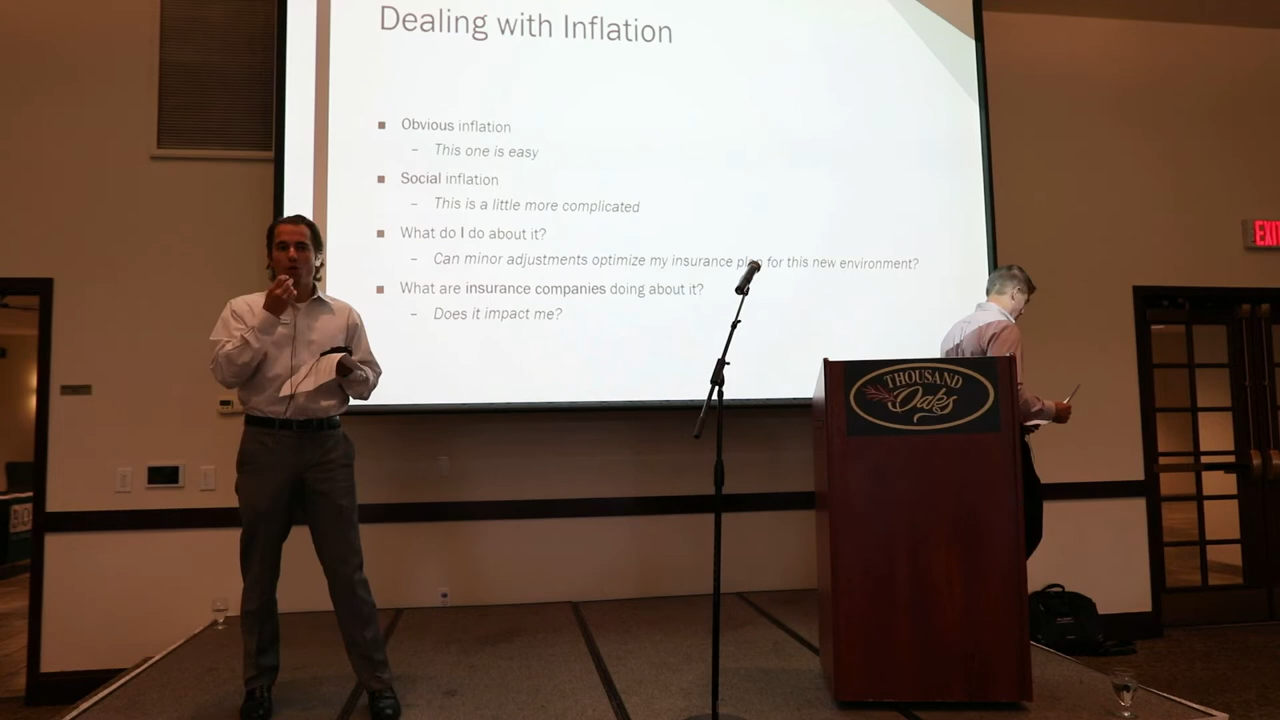 Dealing with Inflation
■ Obvious inflation
– This one is easy
■ Social inflation
– This is a little more complicated
■ What do I do about it?
– Can minor adjustments optimize my insurance plan for this new environment?
■ What are insurance companies doing about it?
– Does it impact me?
EXI
THOUSAND
Oaks